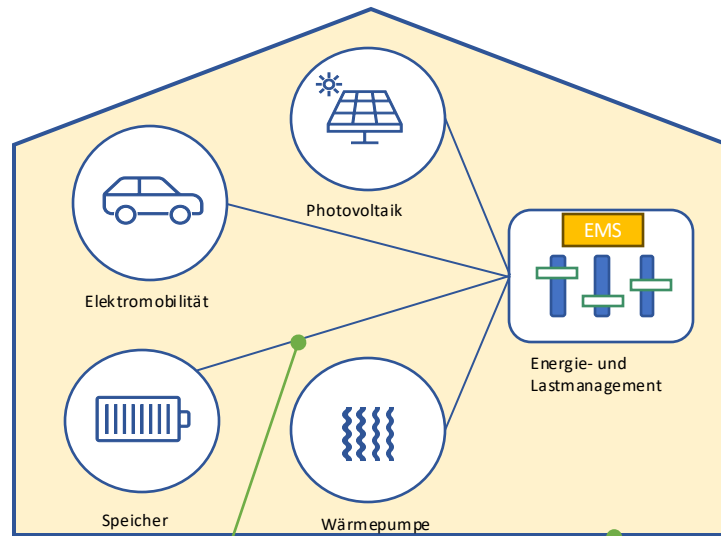 Photovoltaik
EMS
Elektromobilität
Energie- und
Lastmanagement
Speicher
Wärmepumpe